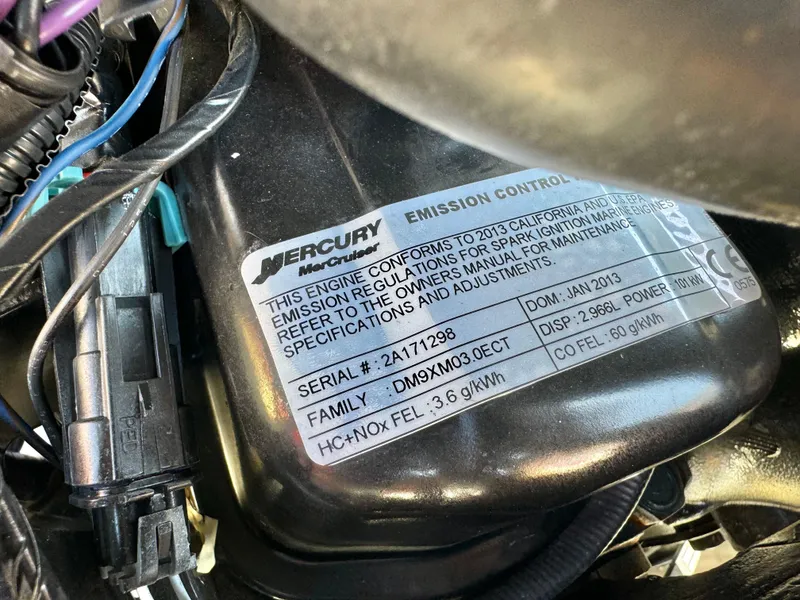 MERCURY
MerCruiser
EMISSION CONTROL
THIS ENGINE CONFORMS TO 2013 CALIFORNIA AND U.S. EPA
EMISSION REGULATIONS FOR SPARK IGNITION MARINE ENGINES
REFER TO THE OWNERS MANUAL FOR MAINTENANCE
SPECIFICATIONS AND ADJUSTMENTS.
SERIAL # : 2A171298
DOM : JAN 2013
FAMILY : DM9XM03.0ECT
DISP : 2.966L POWER : 101 kW
HC+NOx FEL : 3.6 g/kWh
CO FEL : 60 g/kWh
CE
0575